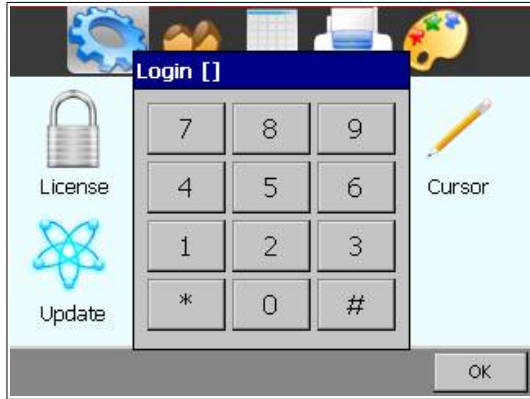 Login []
7 8 9
License
4 5 6
Cursor
1 2 3
Update
* 0 #
OK